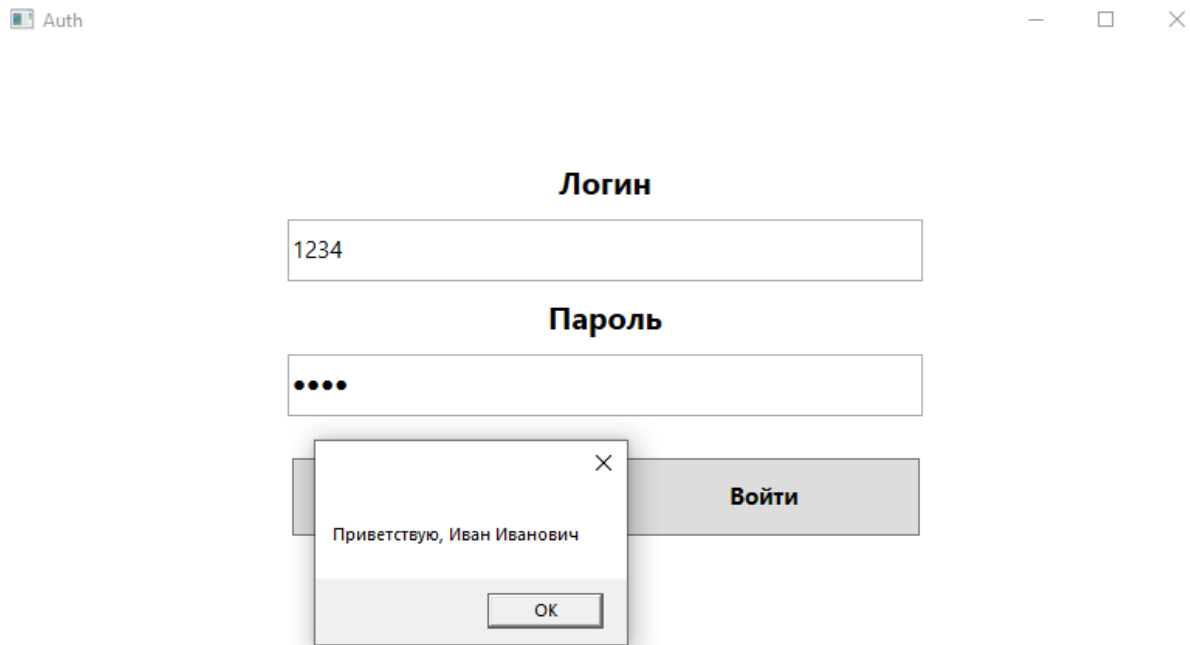 Auth
Логин
1234
Пароль
••••
Войти
Приветствую, Иван Иванович
OK